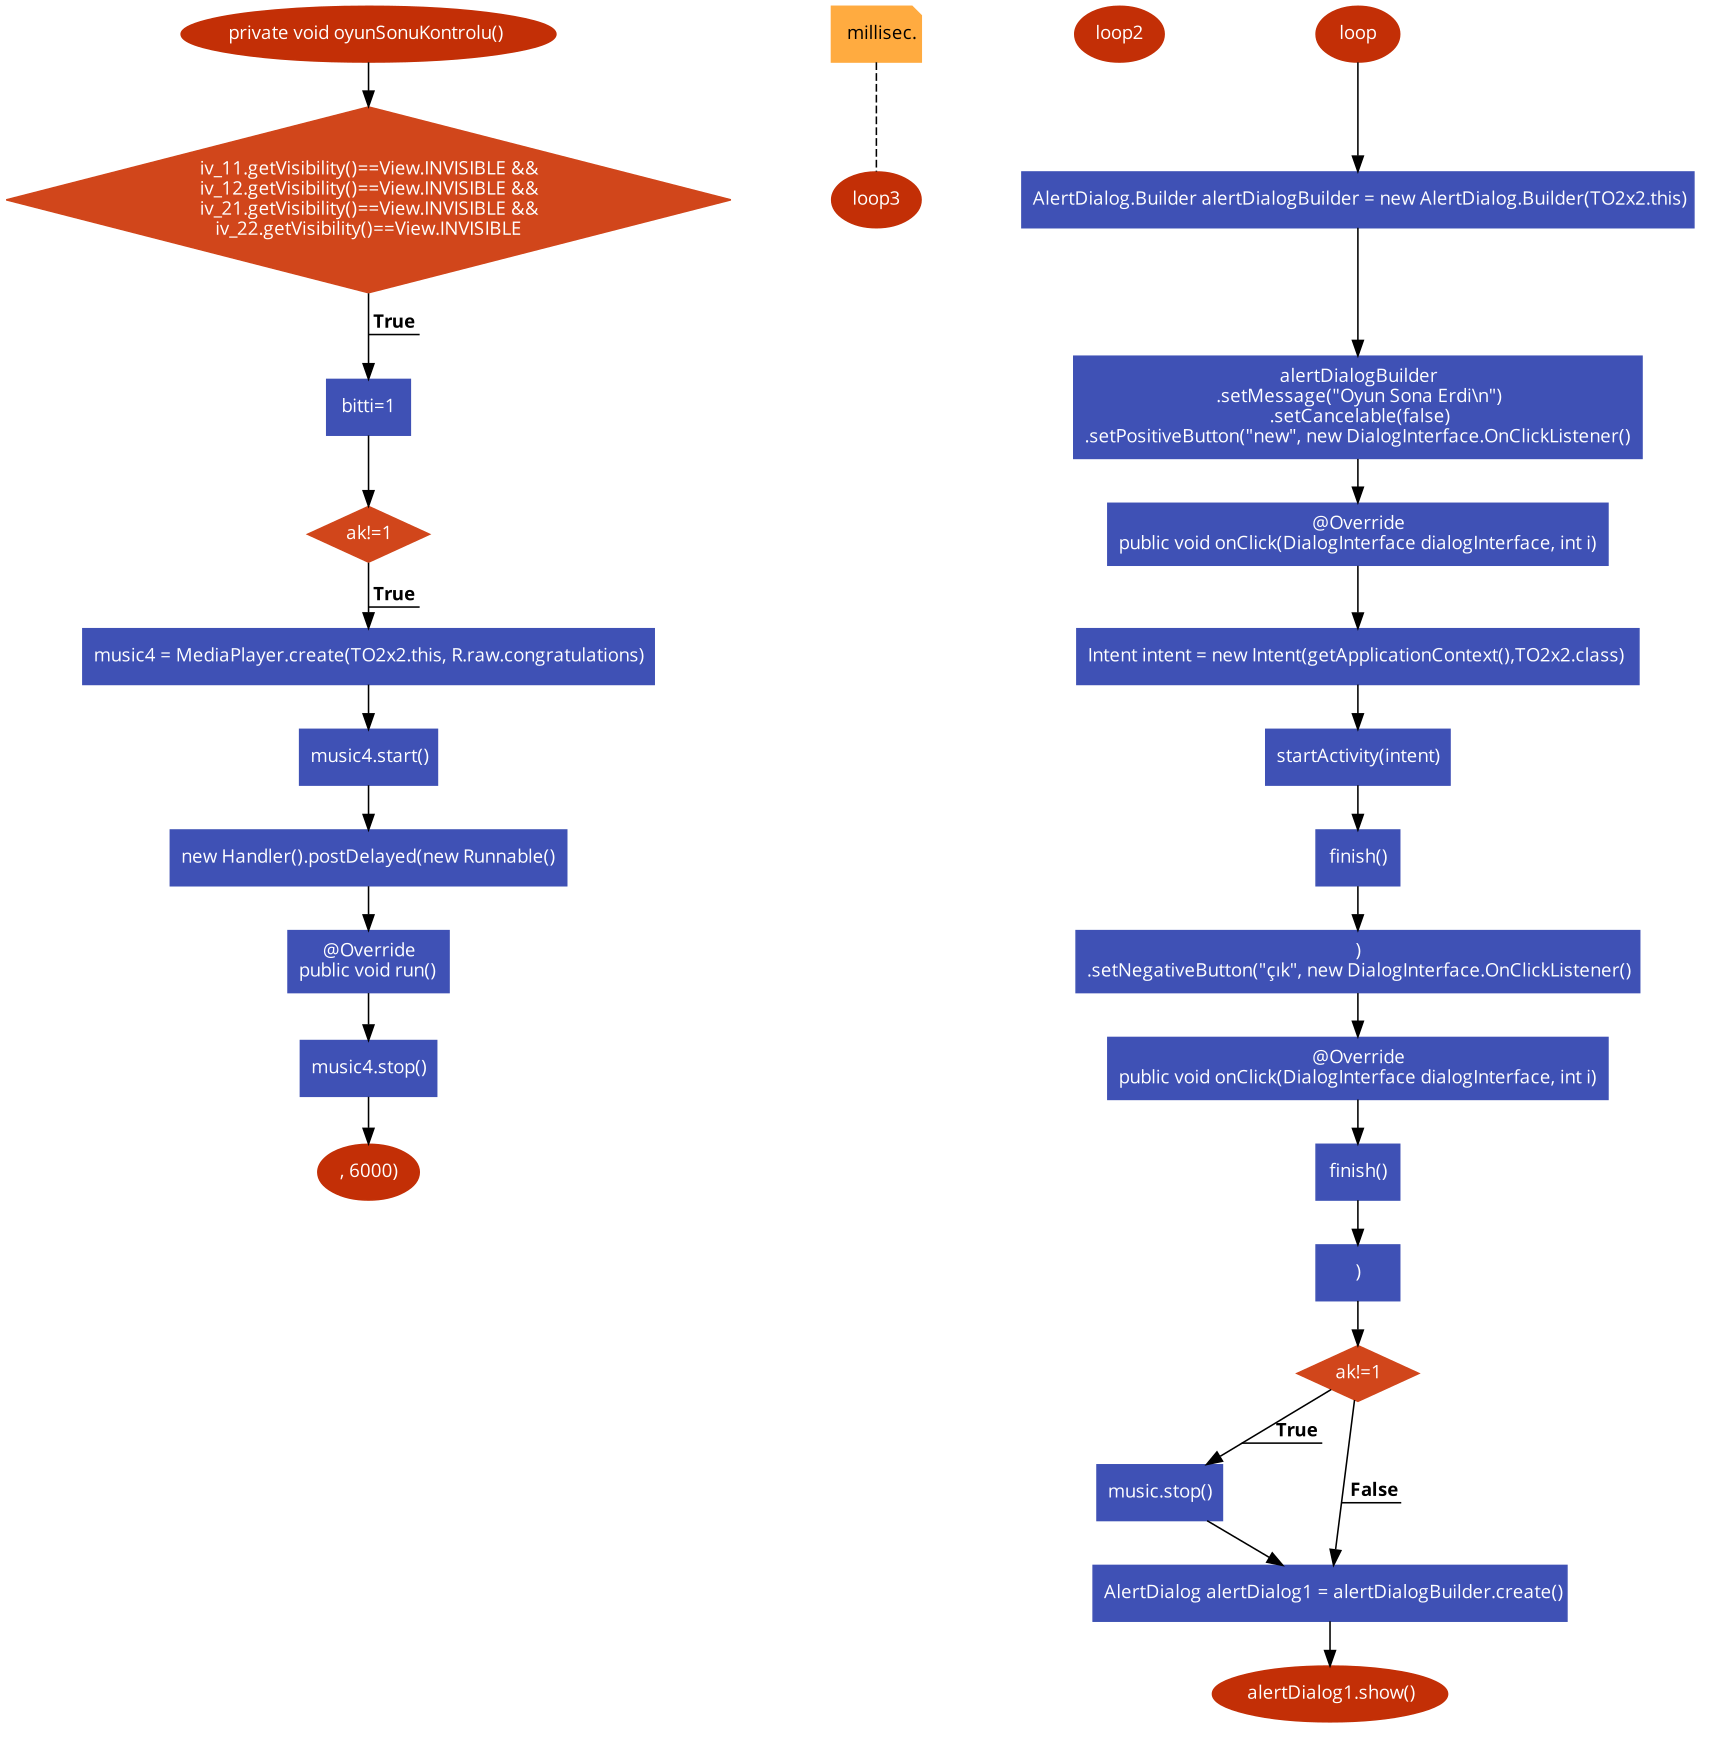 private void oyunSonuKontrolu()
iv_11.getVisibility()==View.INVISIBLE &&
iv_12.getVisibility()==View.INVISIBLE &&
iv_21.getVisibility()==View.INVISIBLE &&
iv_22.getVisibility()==View.INVISIBLE
True
bitti=1
ak!=1
True
music4 = MediaPlayer.create(TO2x2.this, R.raw.congratulations)
music4.start()
new Handler().postDelayed(new Runnable()
@Override
public void run()
music4.stop()
, 6000)
millisec.
loop3
loop2
loop
AlertDialog.Builder alertDialogBuilder = new AlertDialog.Builder(TO2x2.this)
alertDialogBuilder
.setMessage("Oyun Sona Erdi\n")
.setCancelable(false)
.setPositiveButton("new", new DialogInterface.OnClickListener()
@Override
public void onClick(DialogInterface dialogInterface, int i)
Intent intent = new Intent(getApplicationContext(),TO2x2.class)
startActivity(intent)
finish()
)
.setNegativeButton("çık", new DialogInterface.OnClickListener()
@Override
public void onClick(DialogInterface dialogInterface, int i)
finish()
)
ak!=1
True
music.stop()
False
AlertDialog alertDialog1 = alertDialogBuilder.create()
alertDialog1.show()